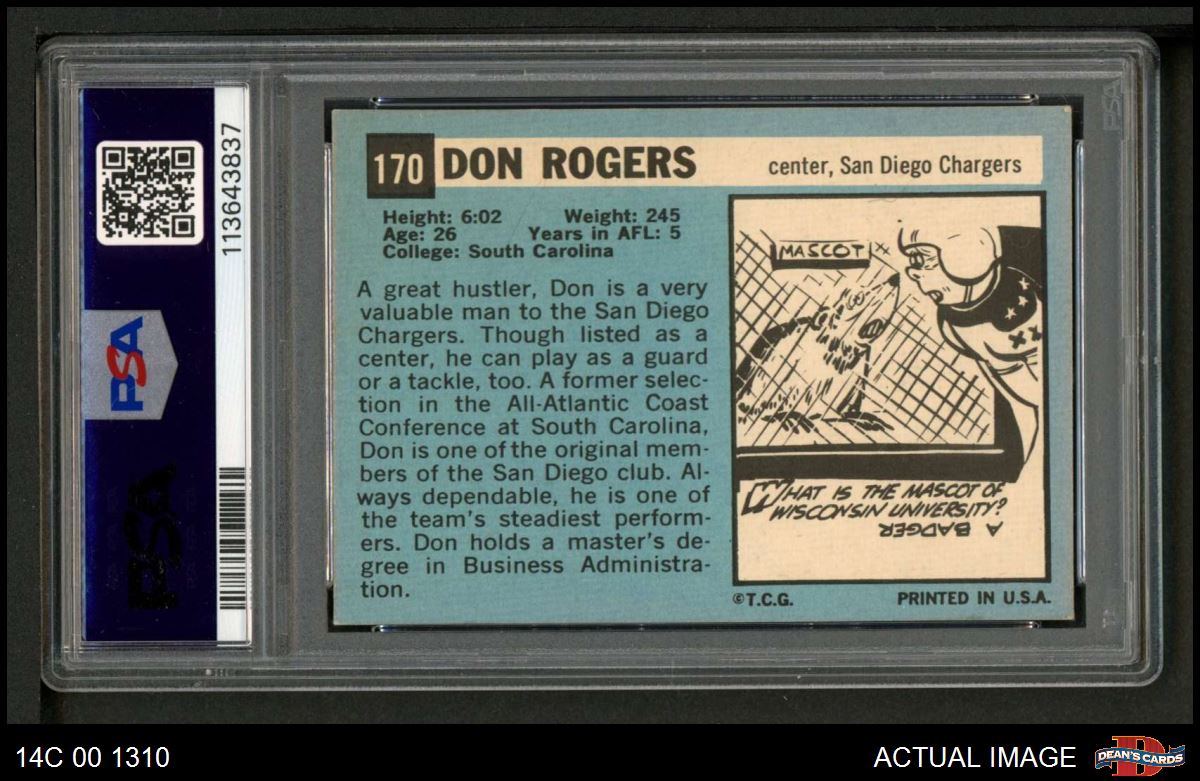 113643837
PSA
PSA
PSA
170 DON ROGERS center, San Diego Chargers
Height: 6:02 Weight: 245
Age: 26 Years in AFL: 5
College: South Carolina
A great hustler, Don is a very
valuable man to the San Diego
Chargers. Though listed as a
center, he can play as a guard
or a tackle, too. A former selec-
tion in the All-Atlantic Coast
Conference at South Carolina,
Don is one of the original mem-
bers of the San Diego club. Al-
ways dependable, he is one of
the team's steadiest perform-
ers. Don holds a master's de-
gree in Business Administra-
tion.
MASCOT
WHAT IS THE MASCOT OF
WISCONSIN UNIVERSITY?
A BADGER
©T.C.G. PRINTED IN U.S.A.
14C 00 1310 ACTUAL IMAGE
DEAN'S CARDS